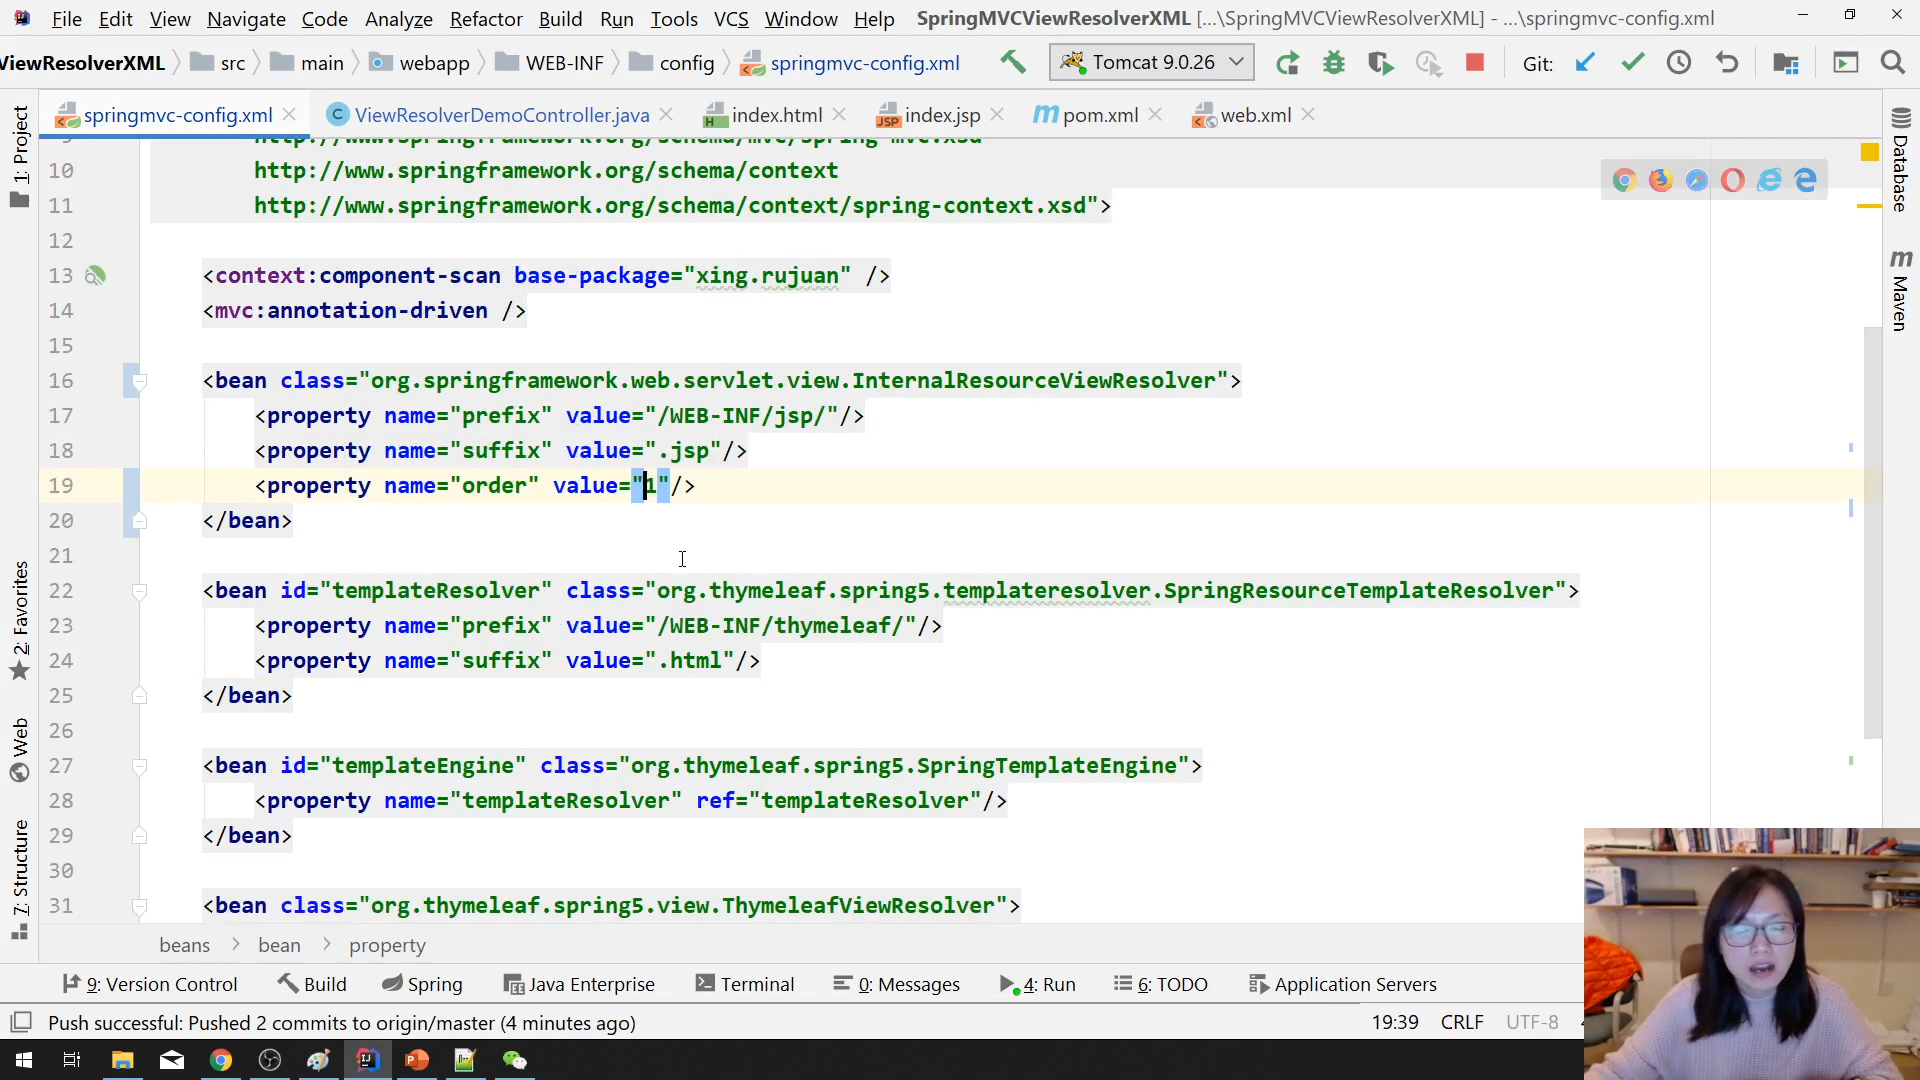 File Edit View Navigate Code Analyze Refactor Build Run Tools VCS Window Help SpringMVCViewResolverXML [...\SpringMVCViewResolverXML] - ...\springmvc-config.xml
ViewResolverXML src main webapp WEB-INF config springmvc-config.xml Tomcat 9.0.26 Git:
springmvc-config.xml ViewResolverDemoController.java index.html index.jsp pom.xml web.xml
1: Project
2: Favorites
Web
7: Structure
Database
Maven
9 http://www.springframework.org/schema/mvc/spring-mvc.xsd
10 http://www.springframework.org/schema/context
11 http://www.springframework.org/schema/context/spring-context.xsd">
12
13 <context:component-scan base-package="xing.rujuan" />
14 <mvc:annotation-driven />
15
16 <bean class="org.springframework.web.servlet.view.InternalResourceViewResolver">
17 <property name="prefix" value="/WEB-INF/jsp/"/>
18 <property name="suffix" value=".jsp"/>
19 <property name="order" value="1"/>
20 </bean>
21
22 <bean id="templateResolver" class="org.thymeleaf.spring5.templateresolver.SpringResourceTemplateResolver">
23 <property name="prefix" value="/WEB-INF/thymeleaf/"/>
24 <property name="suffix" value=".html"/>
25 </bean>
26
27 <bean id="templateEngine" class="org.thymeleaf.spring5.SpringTemplateEngine">
28 <property name="templateResolver" ref="templateResolver"/>
29 </bean>
30
31 <bean class="org.thymeleaf.spring5.view.ThymeleafViewResolver">
beans bean property
9: Version Control Build Spring Java Enterprise Terminal 0: Messages 4: Run 6: TODO Application Servers
Push successful: Pushed 2 commits to origin/master (4 minutes ago) 19:39 CRLF UTF-8